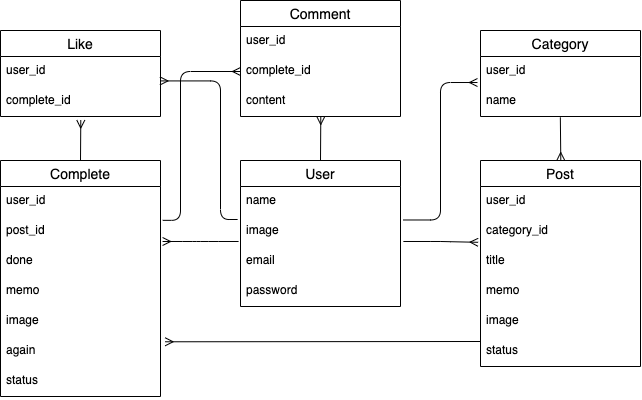 Like
user_id
complete_id
Comment
user_id
complete_id
content
Category
user_id
name
Complete
user_id
post_id
done
memo
image
again
status
User
name
image
email
password
Post
user_id
category_id
title
memo
image
status